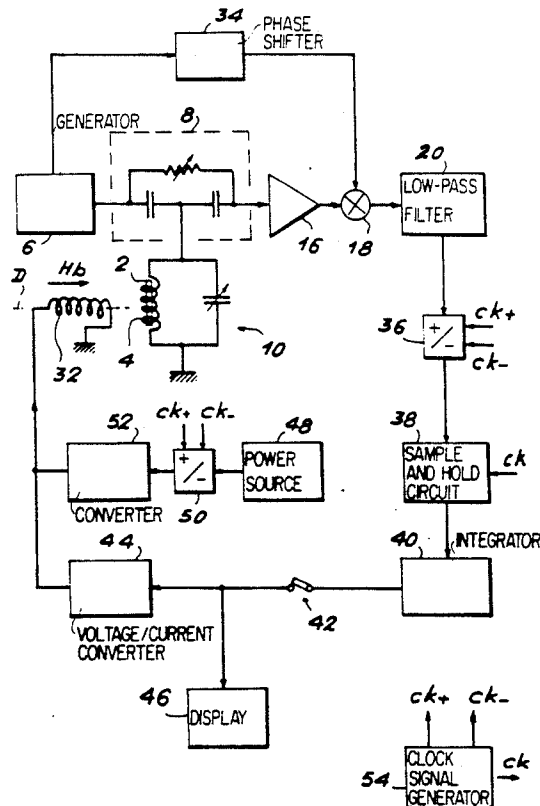 34
PHASE
SHIFTER
GENERATOR
8
20
LOW-PASS
FILTER
6
16
18
D
Hb
2
32
4
10
36
+
/
-
ck+
ck-
52
ck+ ck-
48
+
/
-
POWER
SOURCE
50
CONVERTER
38
SAMPLE
AND HOLD
CIRCUIT
ck
44
40
INTEGRATOR
42
VOLTAGE/CURRENT
CONVERTER
46
DISPLAY
ck+ ck-
CLOCK
SIGNAL
GENERATOR
54
ck